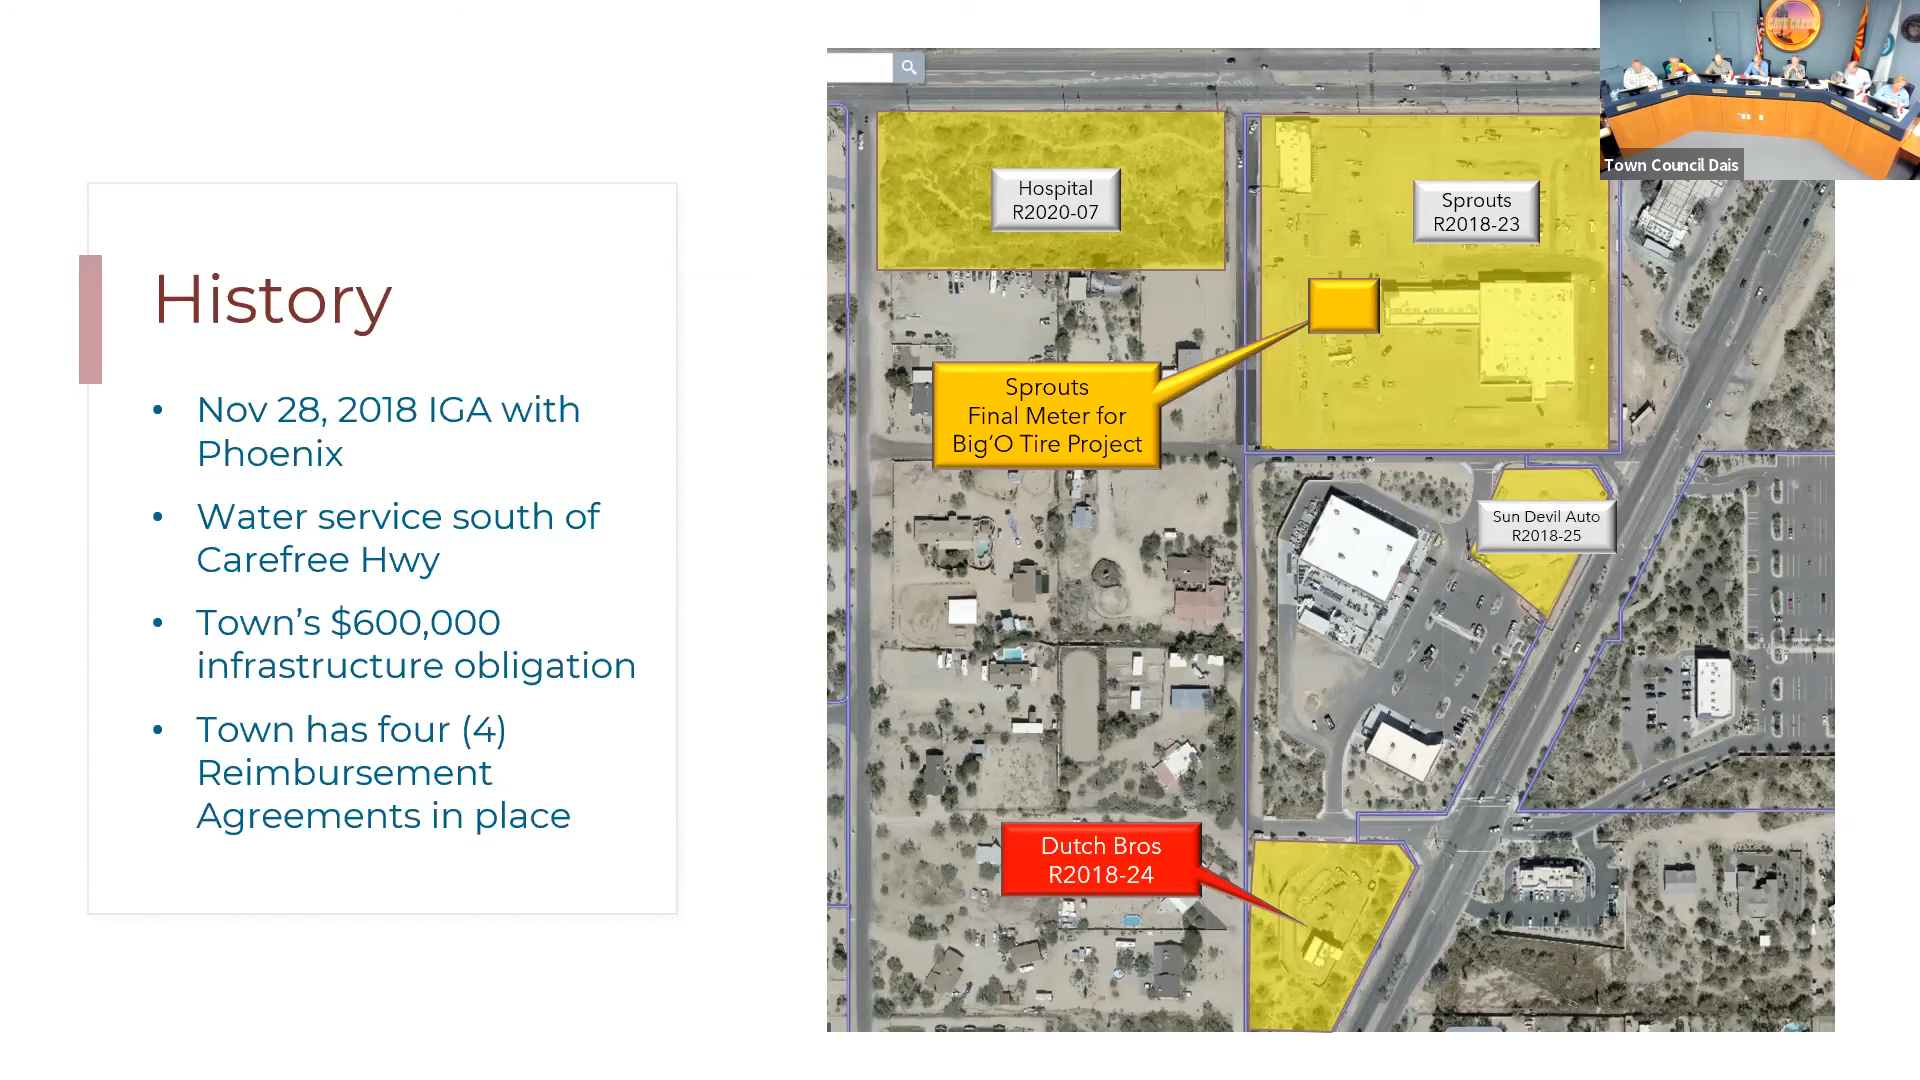 History
• Nov 28, 2018 IGA with
Phoenix
• Water service south of
Carefree Hwy
• Town's $600,000
infrastructure obligation
• Town has four (4)
Reimbursement
Agreements in place
Hospital
R2020-07
Sprouts
R2018-23
Sprouts
Final Meter for
Big'O Tire Project
Sun Devil Auto
R2018-25
Dutch Bros
R2018-24
CAVE CREEK
Town Council Dais